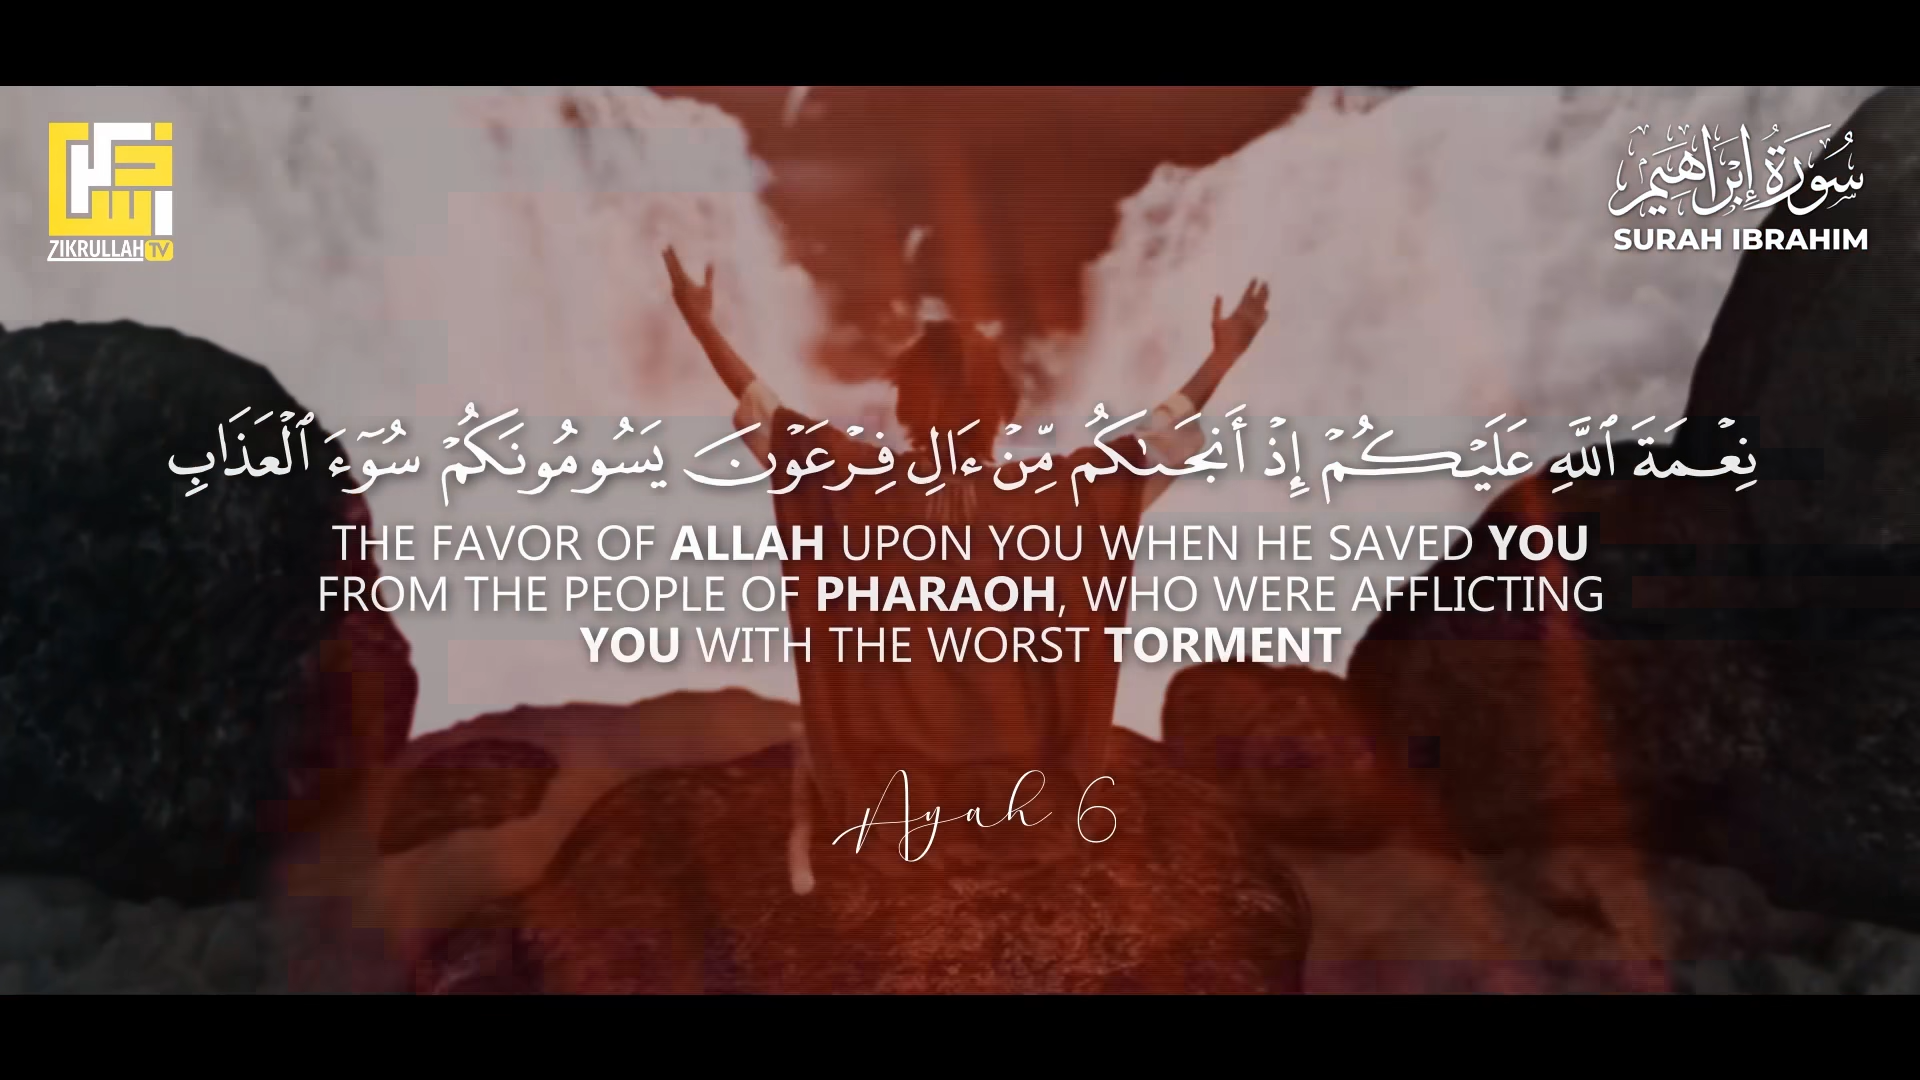 ZIKRULLAH TV
سُورَةُ إِبْرَاهِيم
SURAH IBRAHIM
نِعْمَةَ ٱللَّهِ عَلَيْكُمْ إِذْ أَنجَىٰكُم مِّنْ ءَالِ فِرْعَوْنَ يَسُومُونَكُمْ سُوٓءَ ٱلْعَذَابِ
THE FAVOR OF ALLAH UPON YOU WHEN HE SAVED YOU
FROM THE PEOPLE OF PHARAOH, WHO WERE AFFLICTING
YOU WITH THE WORST TORMENT
Ayah 6